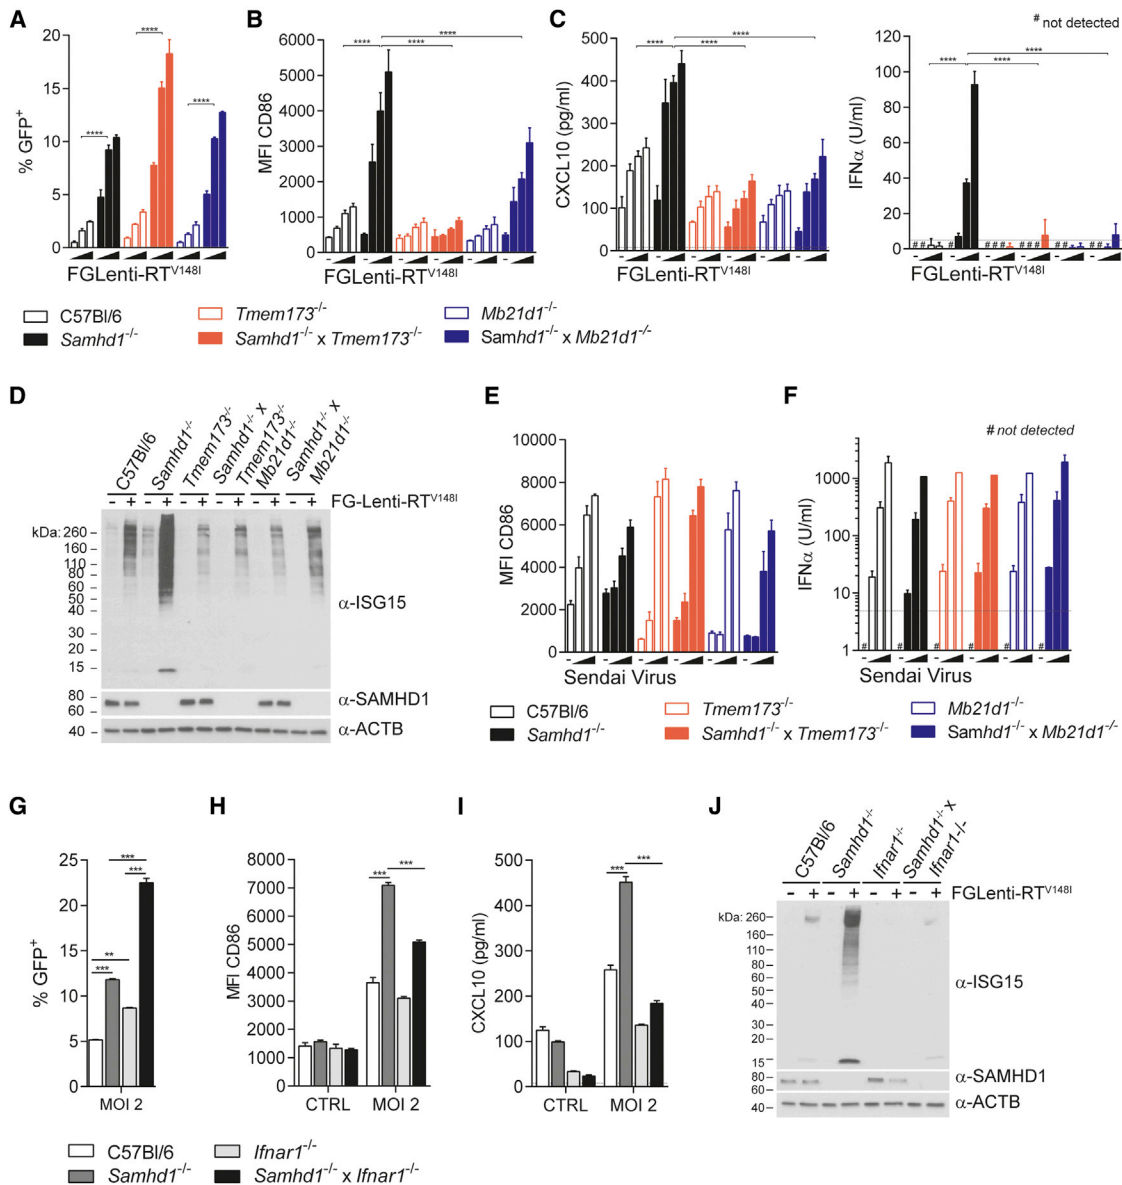 A
B
C
# not detected
% GFP+
20
15
10
5
0
****
****
****
FGLenti-RTV148I
MFI CD86
6000
5000
4000
3000
2000
1000
0
****
****
****
- - - - - -
FGLenti-RTV148I
CXCL10 (pg/ml)
500
400
300
200
100
0
****
****
****
- - - - - -
FGLenti-RTV148I
IFNα (U/ml)
120
100
80
60
40
20
0
****
****
****
## # ### ### ## ##
- - - - - -
FGLenti-RTV148I
C57Bl/6
Samhd1-/-
Tmem173-/-
Samhd1-/- x Tmem173-/-
Mb21d1-/-
Samhd1-/- x Mb21d1-/-
D
C57Bl/6
Samhd1-/-
Tmem173-/-
Samhd1-/- x
Tmem173-/-
Mb21d1-/-
Samhd1-/- x
Mb21d1-/-
- + - + - + - + - + - +
FG-Lenti-RTV148I
kDa: 260
160
110
80
60
50
40
30
20
15
80
60
40
α-ISG15
α-SAMHD1
α-ACTB
E
MFI CD86
10000
8000
6000
4000
2000
0
- - - - - -
Sendai Virus
F
# not detected
IFNα (U/ml)
1000
100
10
1
# # # # # #
- - - - - -
Sendai Virus
C57Bl/6
Samhd1-/-
Tmem173-/-
Samhd1-/- x Tmem173-/-
Mb21d1-/-
Samhd1-/- x Mb21d1-/-
G
% GFP+
25
20
15
10
5
0
***
***
**
***
MOI 2
H
MFI CD86
8000
7000
6000
5000
4000
3000
2000
1000
0
***
***
CTRL MOI 2
I
CXCL10 (pg/ml)
500
400
300
200
100
0
***
***
CTRL MOI 2
J
C57Bl/6
Samhd1-/-
Ifnar1-/-
Samhd1-/- x
Ifnar1-/-
- + - + - + - +
FGLenti-RTV148I
kDa: 260
160
110
80
60
50
40
30
20
15
80
60
40
α-ISG15
α-SAMHD1
α-ACTB
C57Bl/6
Samhd1-/-
Ifnar1-/-
Samhd1-/- x Ifnar1-/-